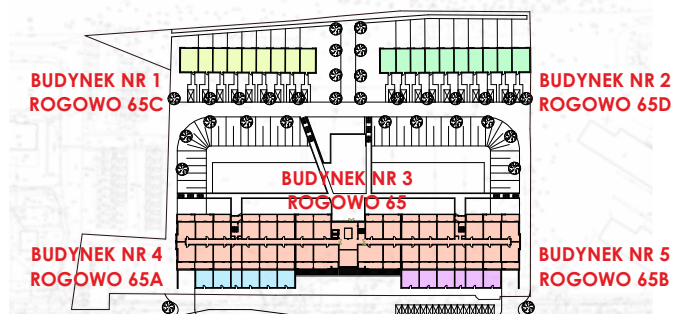 BUDYNEK NR 1
ROGOWO 65C
BUDYNEK NR 2
ROGOWO 65D
BUDYNEK NR 3
ROGOWO 65
BUDYNEK NR 4
ROGOWO 65A
BUDYNEK NR 5
ROGOWO 65B